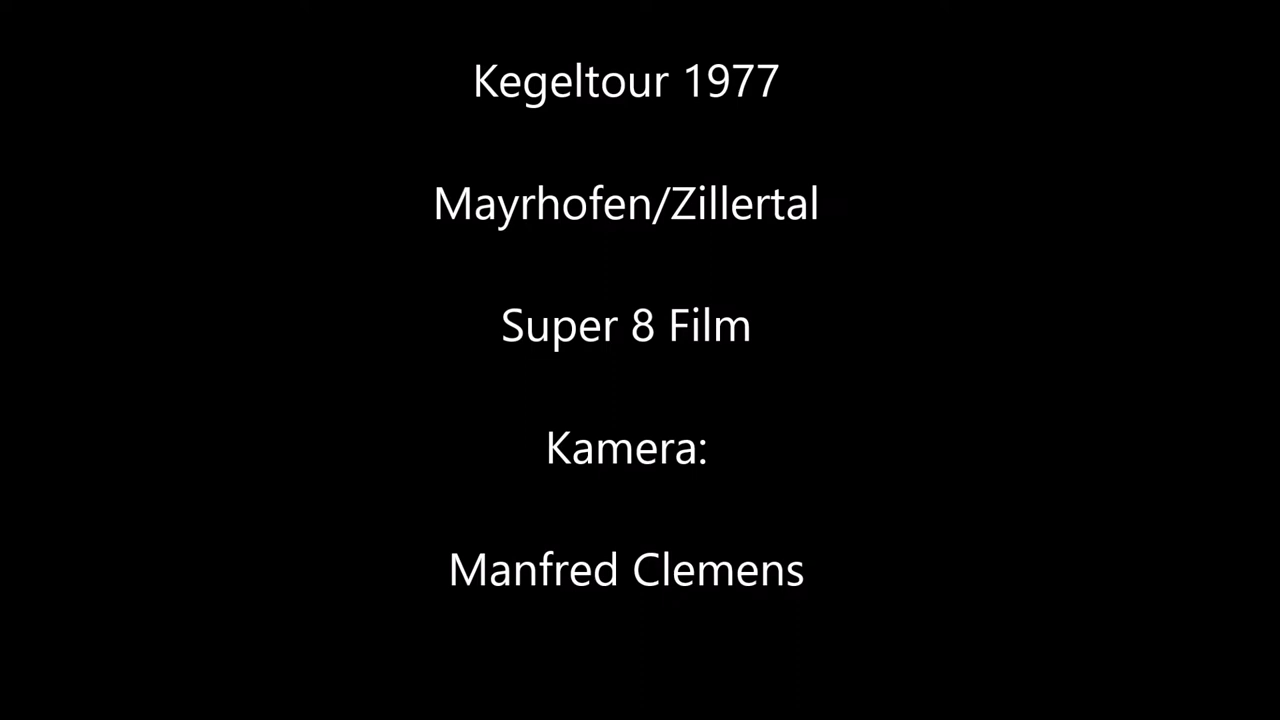 Kegeltour 1977
Mayrhofen/Zillertal
Super 8 Film
Kamera:
Manfred Clemens